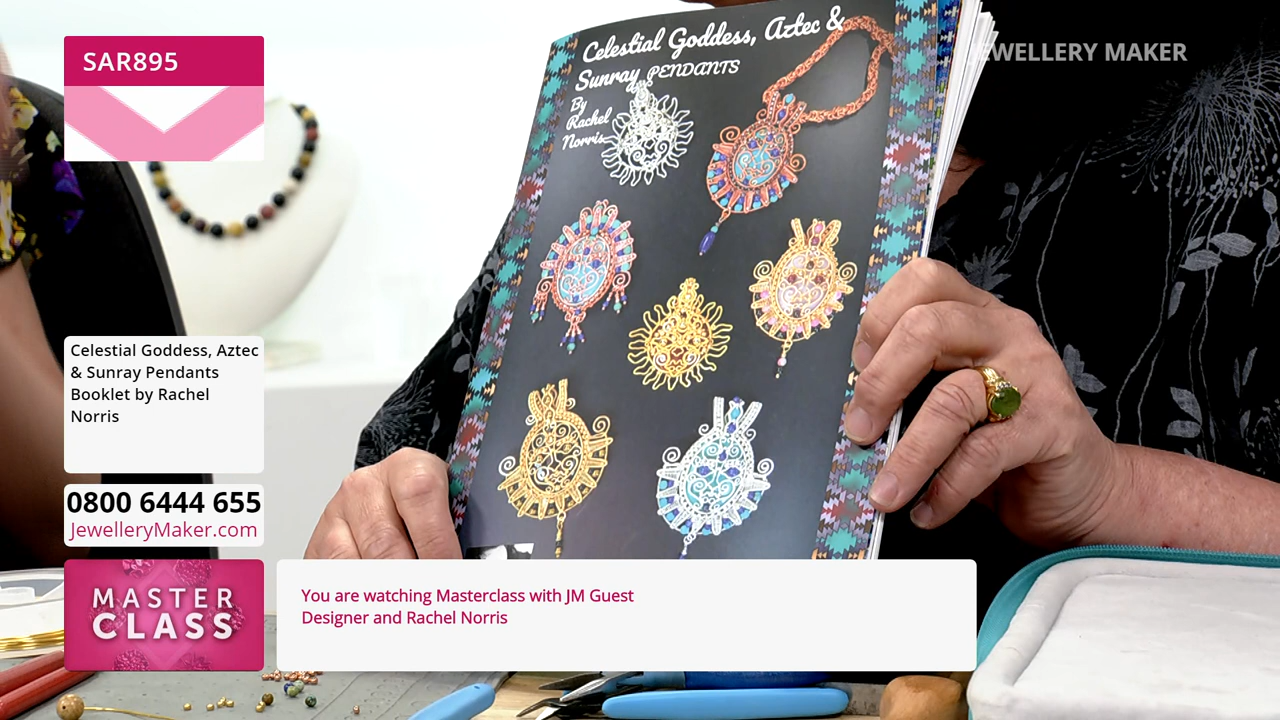 SAR895
JEWELLERY MAKER
Celestial Goddess, Aztec &
Sunray PENDANTS
By
Rachel
Norris
Celestial Goddess, Aztec
& Sunray Pendants
Booklet by Rachel
Norris
0800 6444 655
JewelleryMaker.com
MASTER
CLASS
You are watching Masterclass with JM Guest
Designer and Rachel Norris